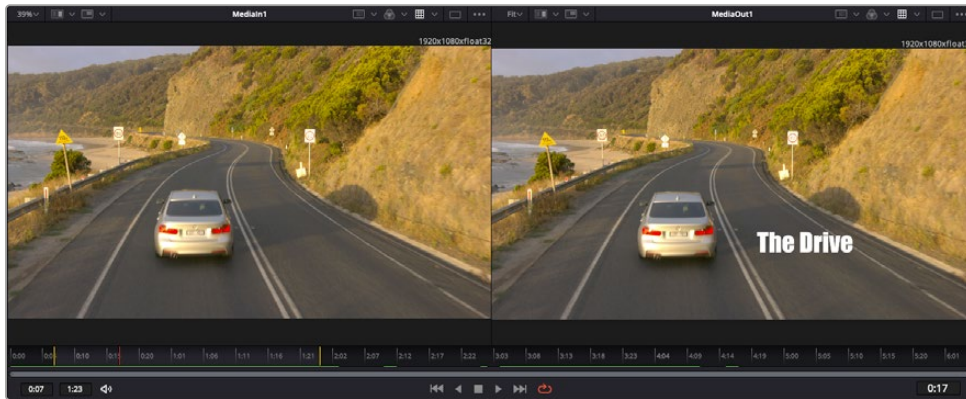 39% MediaIn1 Fit MediaOut1
1920x1080xfloat32 1920x1080xfloat3
The Drive
0:00 0:10 0:20 1:01 1:06 1:11 1:16 1:21 2:02 2:07 2:12 2:17 2:22 3:03 3:08 3:13 3:18 3:23 4:04 4:09 4:14 4:19 5:00 5:05 5:10 5:15 5:20 6:01
0:07 1:23 0:17